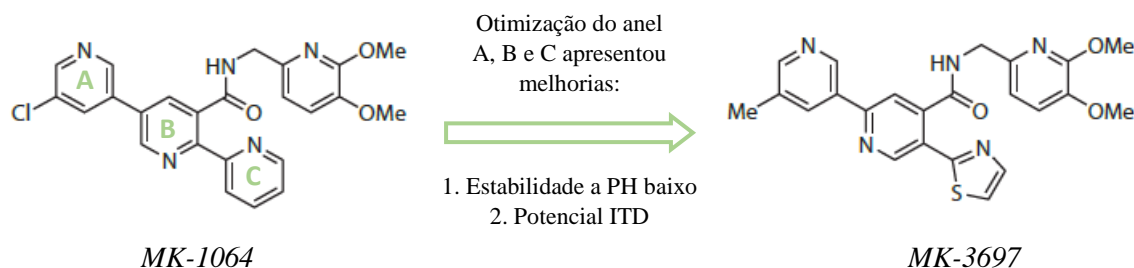 Otimização do anel
A, B e C apresentou
melhorias:
N
A
Cl
B
N
N
C
HN
O
N
OMe
OMe
1. Estabilidade a PH baixo
2. Potencial ITD
N
Me
N
HN
O
N
OMe
OMe
N
S
MK-1064
MK-3697